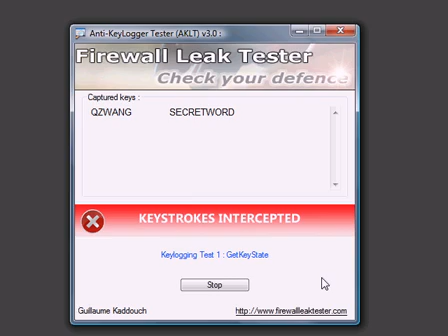 Anti-KeyLogger Tester (AKLT) v3.0 :
Firewall Leak Tester
Check your defence
Captured keys :
QZWANG SECRETWORD
KEYSTROKES INTERCEPTED
Keylogging Test 1 : GetKeyState
Stop
Guillaume Kaddouch http://www.firewallleaktester.com